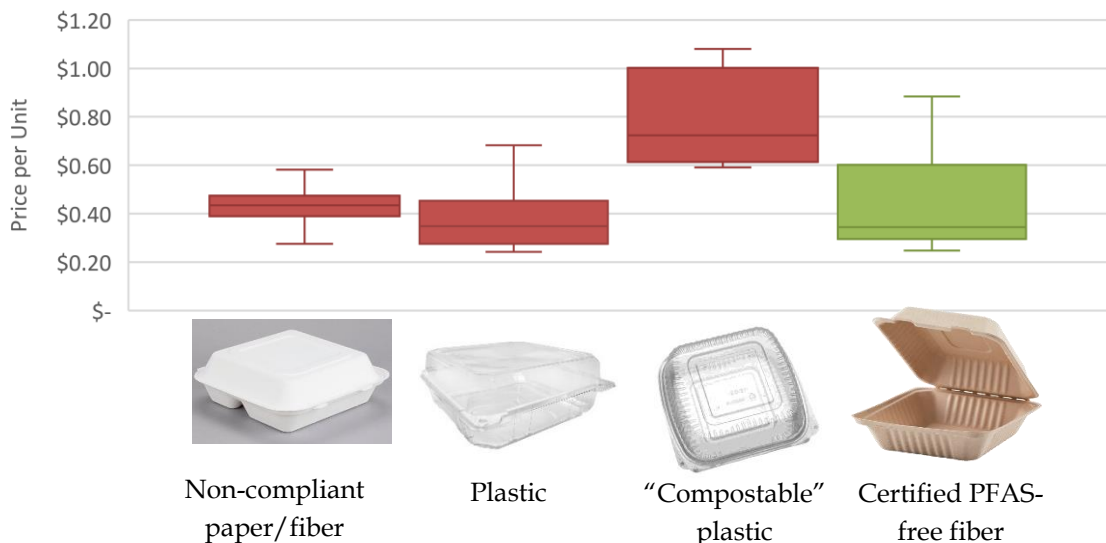 $1.20
$1.00
$0.80
$0.60
$0.40
$0.20
$-
Price per Unit
Non-compliant
paper/fiber
Plastic
“Compostable”
plastic
Certified PFAS-
free fiber